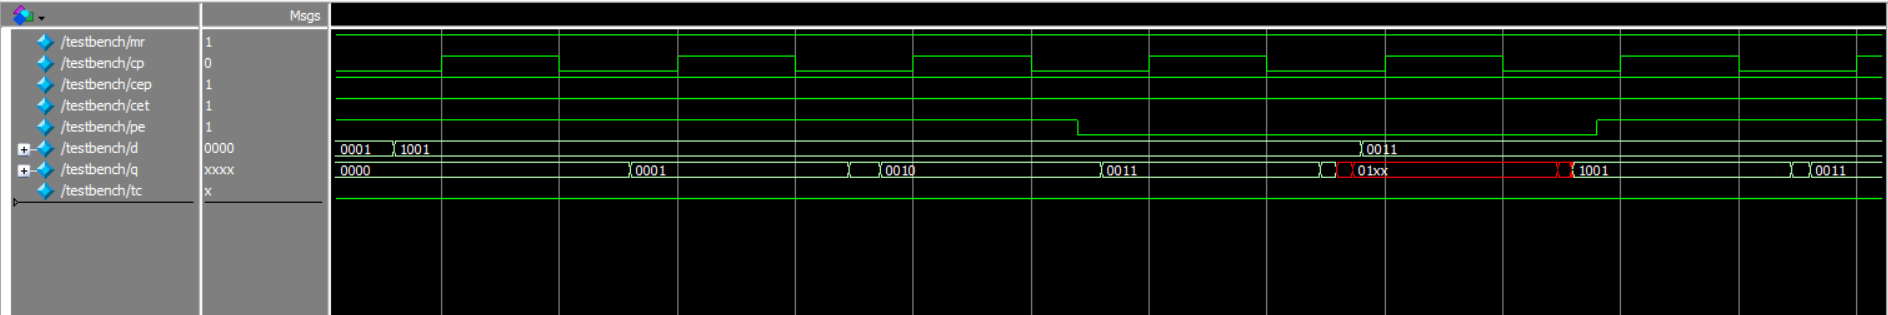 Msgs
/testbench/mr 1
/testbench/cp 0
/testbench/cep 1
/testbench/cet 1
/testbench/pe 1
/testbench/d 0000 0001 1001 0011
/testbench/q xxxx 0000 0001 0010 0011 01xx 1001 0011
/testbench/tc x